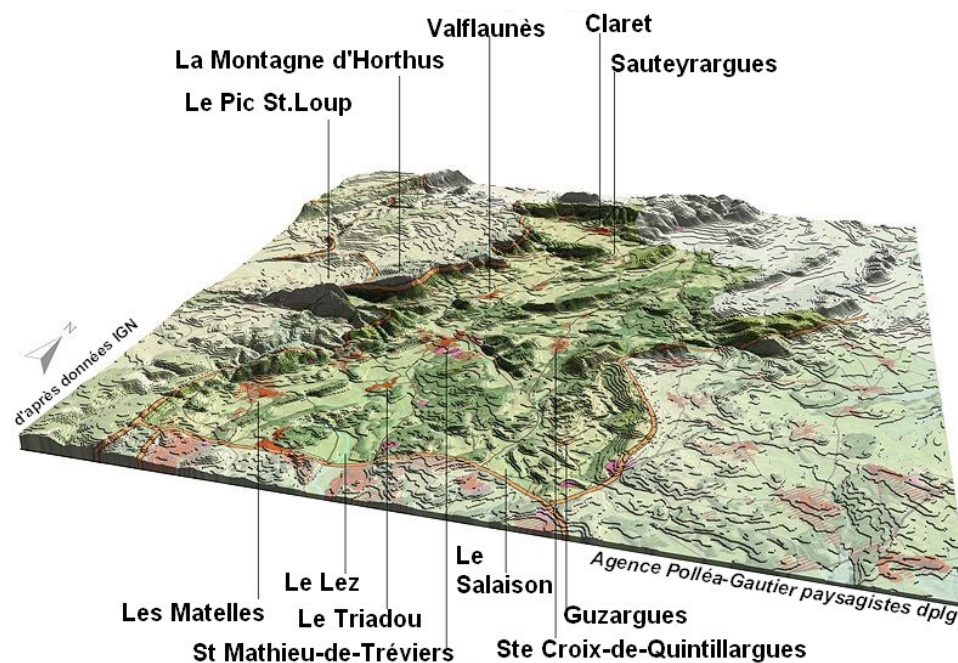 Valflaunès
Claret
La Montagne d'Horthus
Sauteyrargues
Le Pic St.Loup
N
d'après données IGN
Agence Polléa-Gautier paysagistes dplg
Le
Salaison
Le Lez
Les Matelles
Le Triadou
Guzargues
St Mathieu-de-Tréviers
Ste Croix-de-Quintillargues